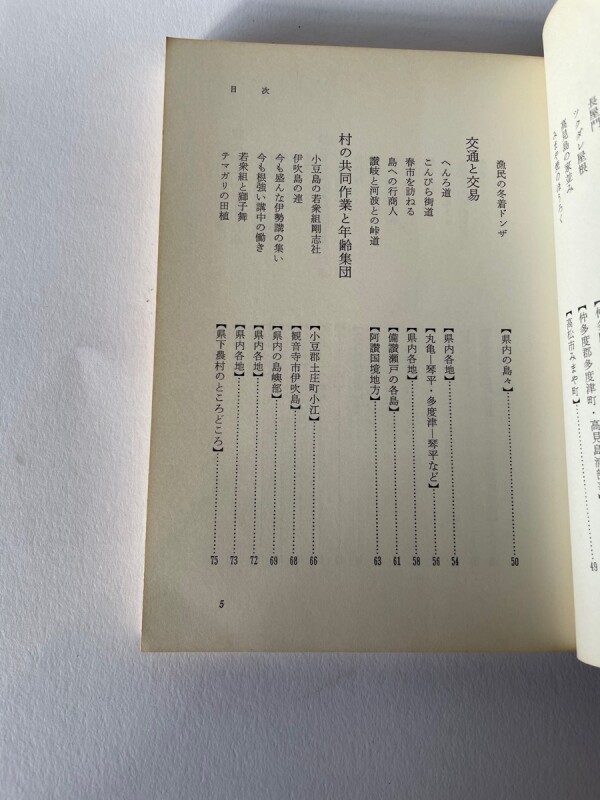 長屋門
ツクダシ屋根
高見島の家並み
【仲多度郡多度津町・高見島浦部
【高松市みまや町】
49
目次
漁民の冬着ドンザ【県内の島々】50
交通と交易
へんろ道【県内各地】54
こんぴら街道【丸亀―琴平・多度津―琴平など】56
春市を訪ねる【県内各地】58
島への行商人【備讃瀬戸の各島】61
讃岐と阿波との峠道【阿讃国境地方】63
村の共同作業と年齢集団
小豆島の若衆組剛志社【小豆郡土庄町小江】66
伊吹島の連【観音寺市伊吹島】68
今も盛んな伊勢講の集い【県内の島嶼部】69
今も根強い講中の働き【県内各地】72
若衆組と獅子舞【県内各地】73
テマガリの田植【県下農村のところどころ】75
5